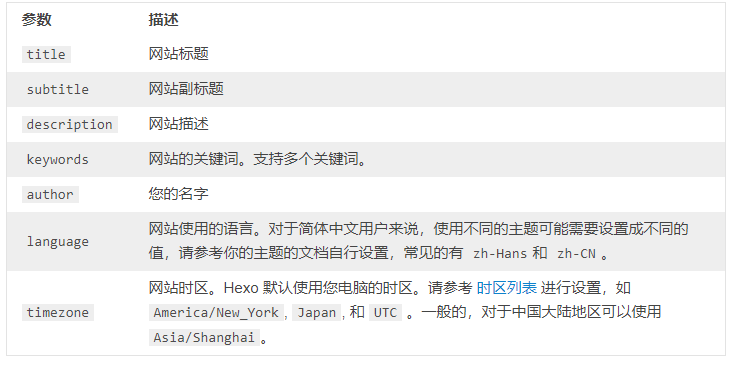 参数 描述
title 网站标题
subtitle 网站副标题
description 网站描述
keywords 网站的关键词。支持多个关键词。
author 您的名字
网站使用的语言。对于简体中文用户来说，使用不同的主题可能需要设置成不同的
language 值，请参考你的主题的文档自行设置，常见的有 zh-Hans 和 zh-CN 。
网站时区。Hexo 默认使用您电脑的时区。请参考 时区列表 进行设置，如
timezone America/New_York, Japan, 和 UTC 。一般的，对于中国大陆地区可以使用
Asia/Shanghai。